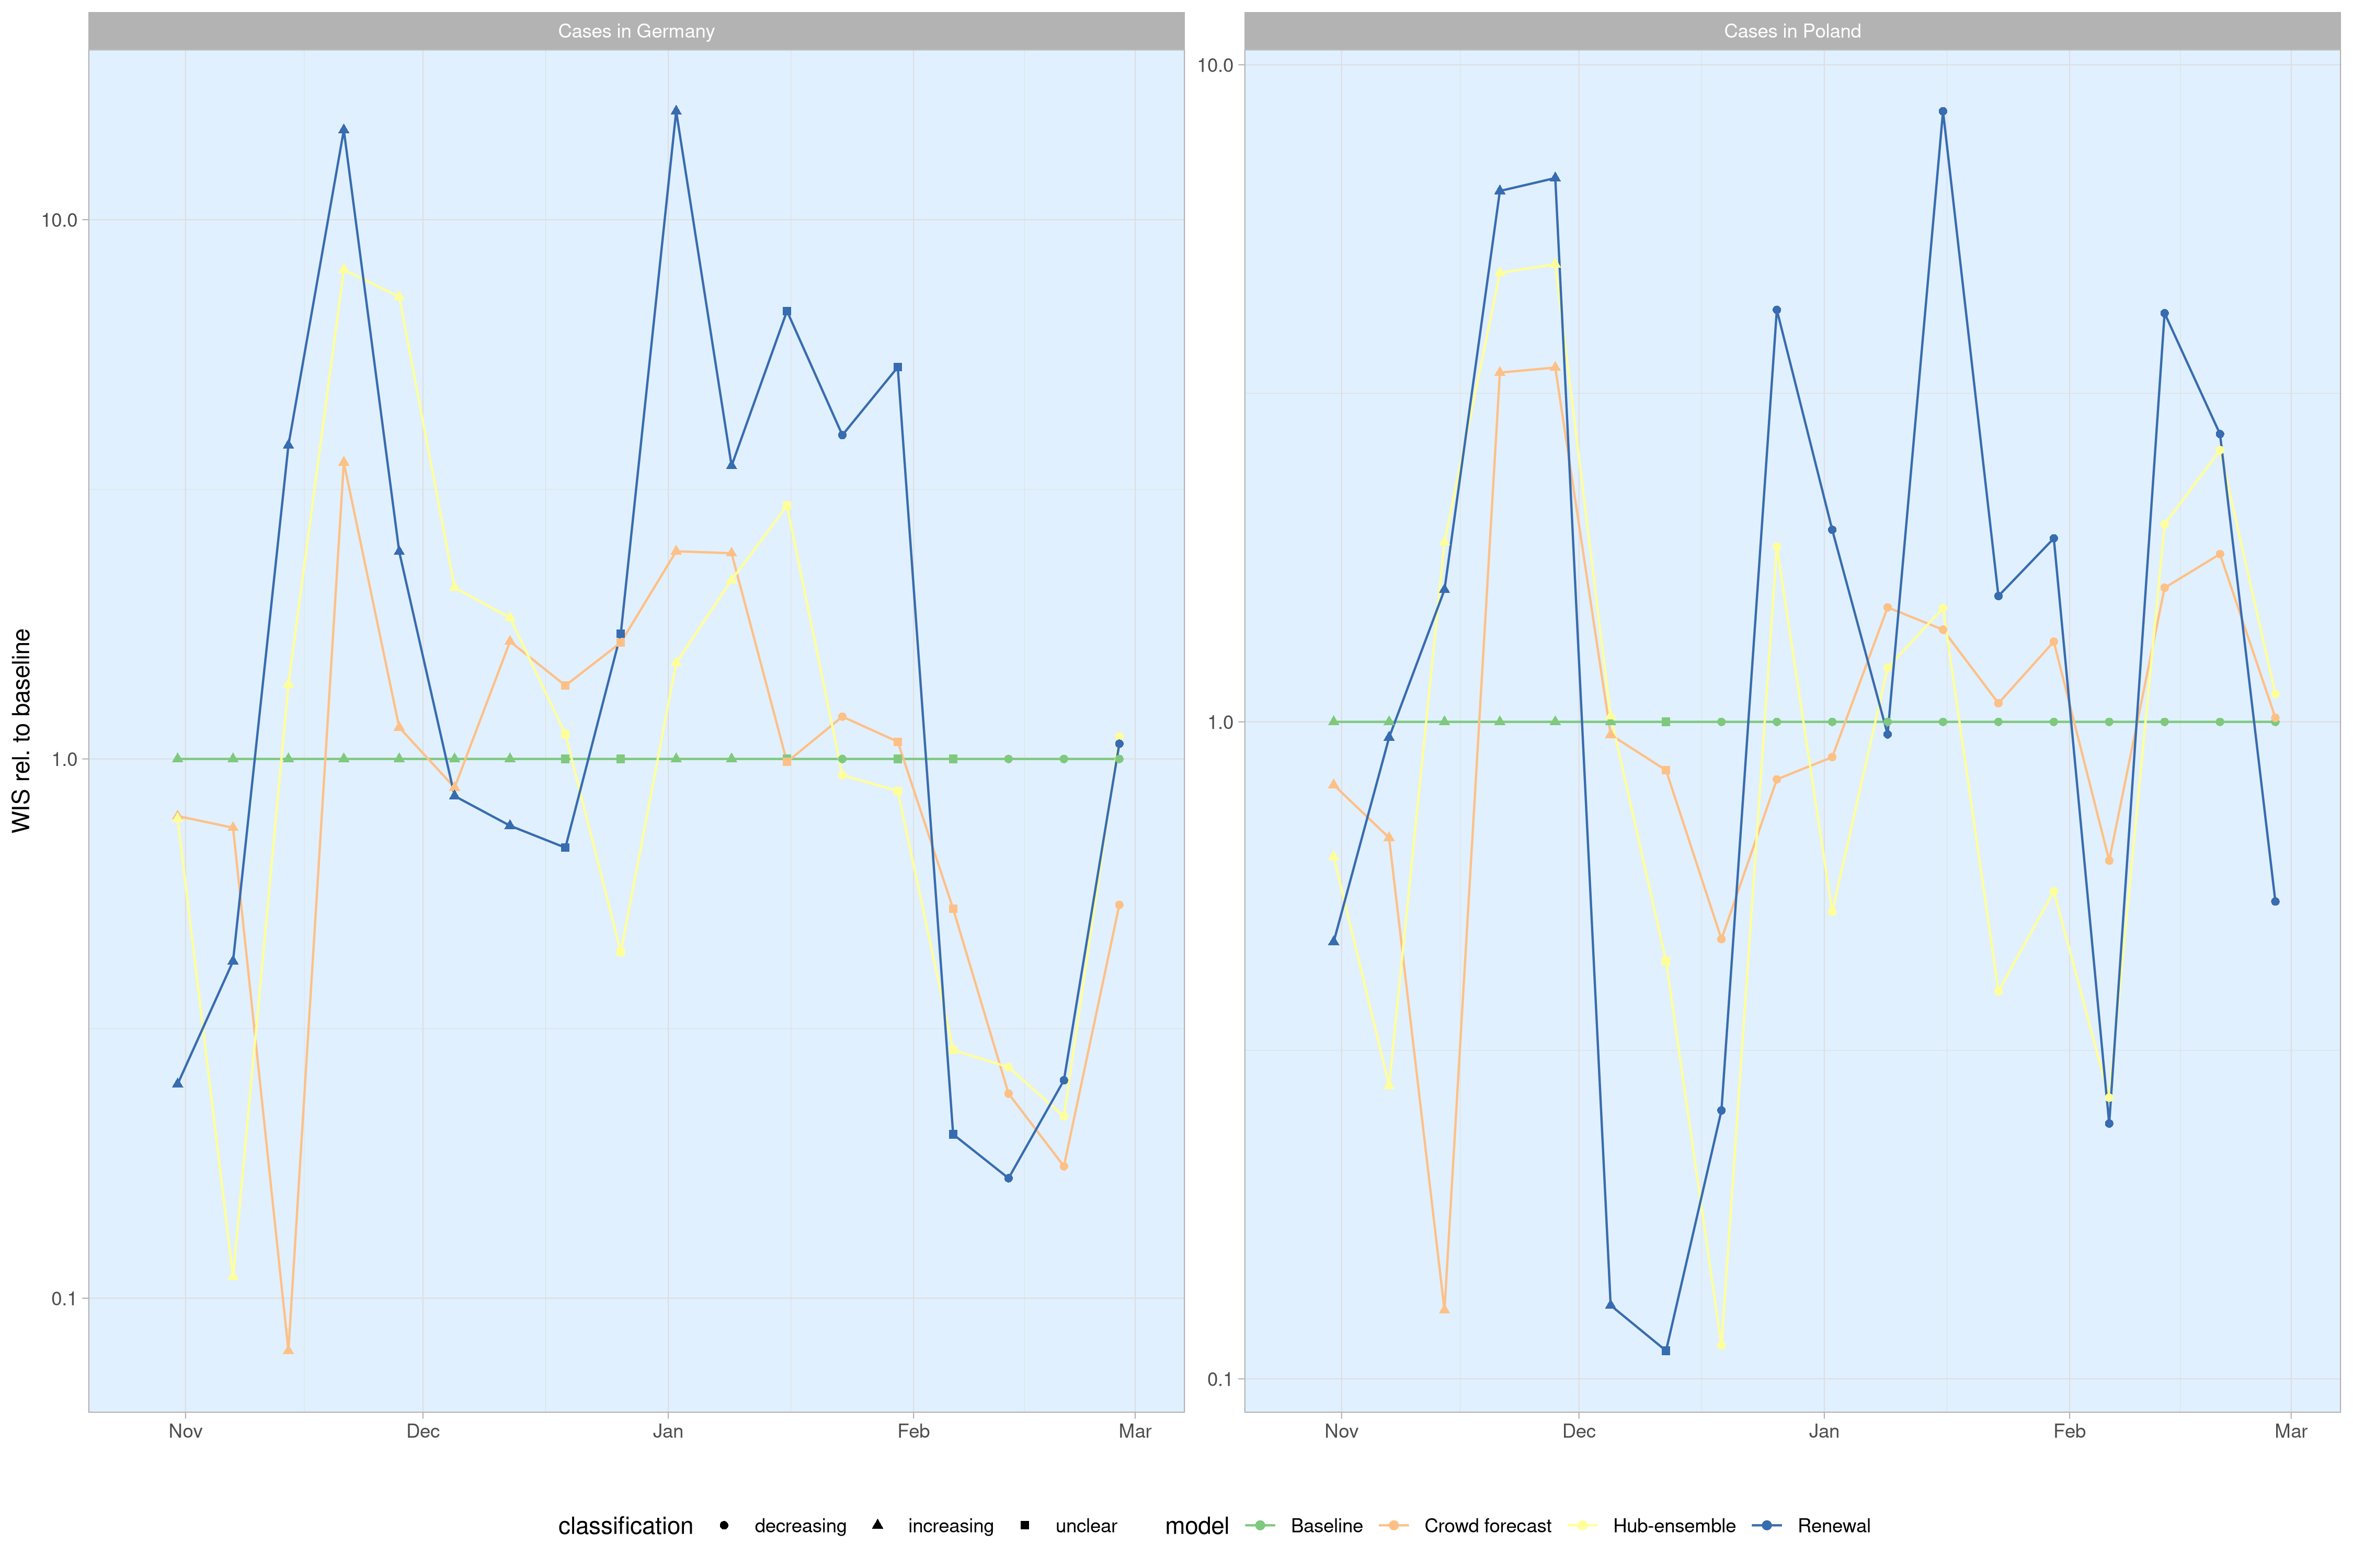 Cases in Germany
Cases in Poland
WIS rel. to baseline
10.0
1.0
0.1
10.0
1.0
0.1
Nov Dec Jan Feb Mar
Nov Dec Jan Feb Mar
classification decreasing increasing unclear model Baseline Crowd forecast Hub-ensemble Renewal